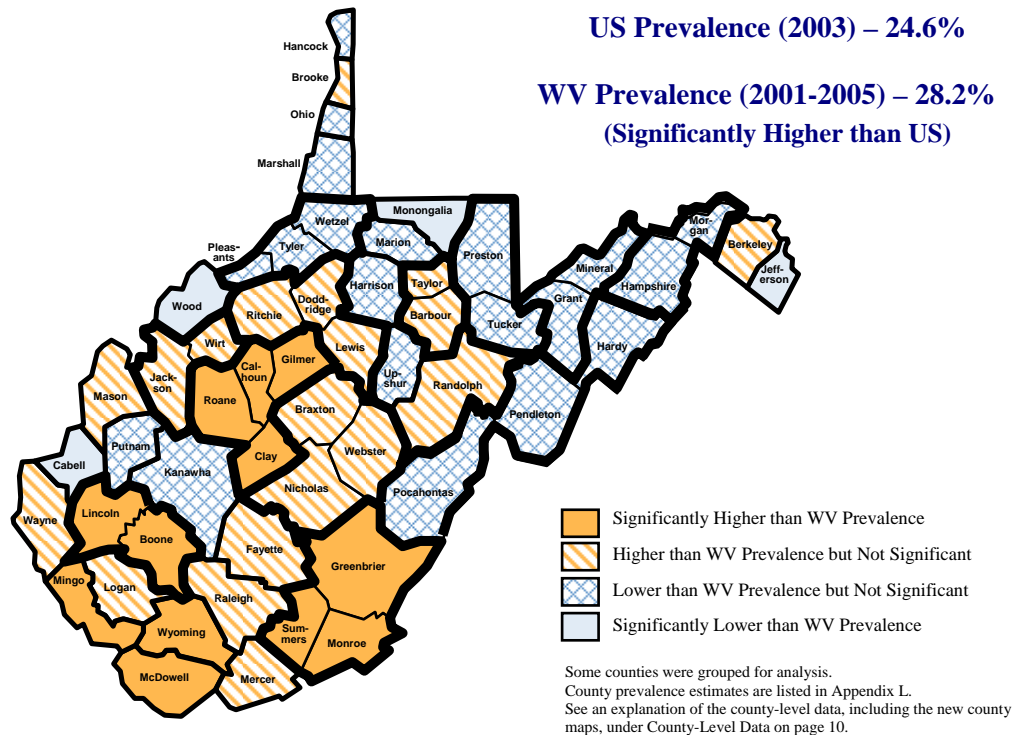 US Prevalence (2003) – 24.6%
WV Prevalence (2001-2005) – 28.2%
(Significantly Higher than US)
Hancock
Brooke
Ohio
Marshall
Wetzel
Monongalia
Marion
Tyler
Pleas-
ants
Preston
Mor-
gan
Berkeley
Jeff-
erson
Mineral
Hampshire
Grant
Hardy
Wood
Ritchie
Dodd-
ridge
Harrison
Taylor
Barbour
Tucker
Wirt
Gilmer
Lewis
Up-
shur
Randolph
Pendleton
Mason
Jack-
son
Roane
Cal-
houn
Braxton
Webster
Putnam
Clay
Cabell
Kanawha
Nicholas
Pocahontas
Wayne
Lincoln
Boone
Fayette
Greenbrier
Mingo
Logan
Raleigh
Wyoming
Sum-
mers
Monroe
McDowell
Mercer
Significantly Higher than WV Prevalence
Higher than WV Prevalence but Not Significant
Lower than WV Prevalence but Not Significant
Significantly Lower than WV Prevalence
Some counties were grouped for analysis.
County prevalence estimates are listed in Appendix L.
See an explanation of the county-level data, including the new county
maps, under County-Level Data on page 10.